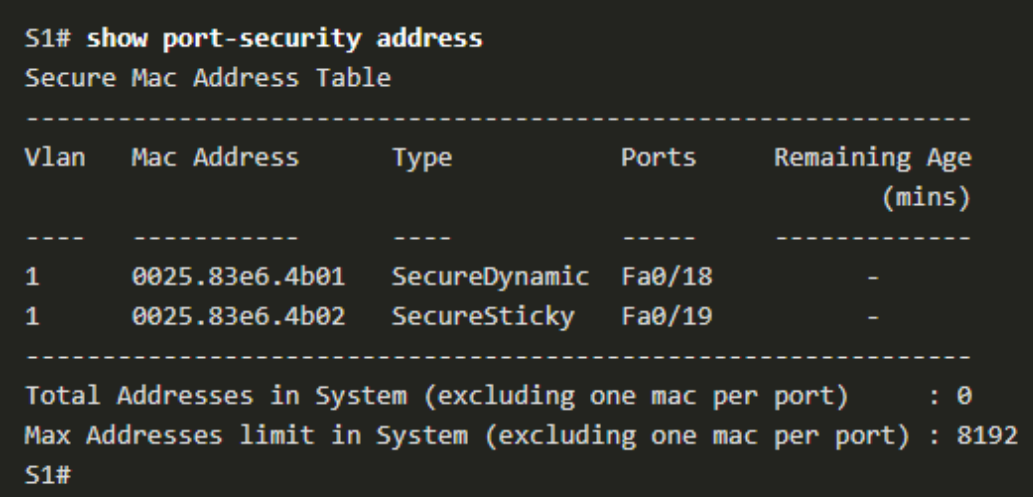 S1# show port-security address
Secure Mac Address Table
--------------------------------------------------------------
Vlan Mac Address Type Ports Remaining Age
(mins)
---- ----------- ---- ----- -------------
1 0025.83e6.4b01 SecureDynamic Fa0/18 -
1 0025.83e6.4b02 SecureSticky Fa0/19 -
--------------------------------------------------------------
Total Addresses in System (excluding one mac per port) : 0
Max Addresses limit in System (excluding one mac per port) : 8192
S1#